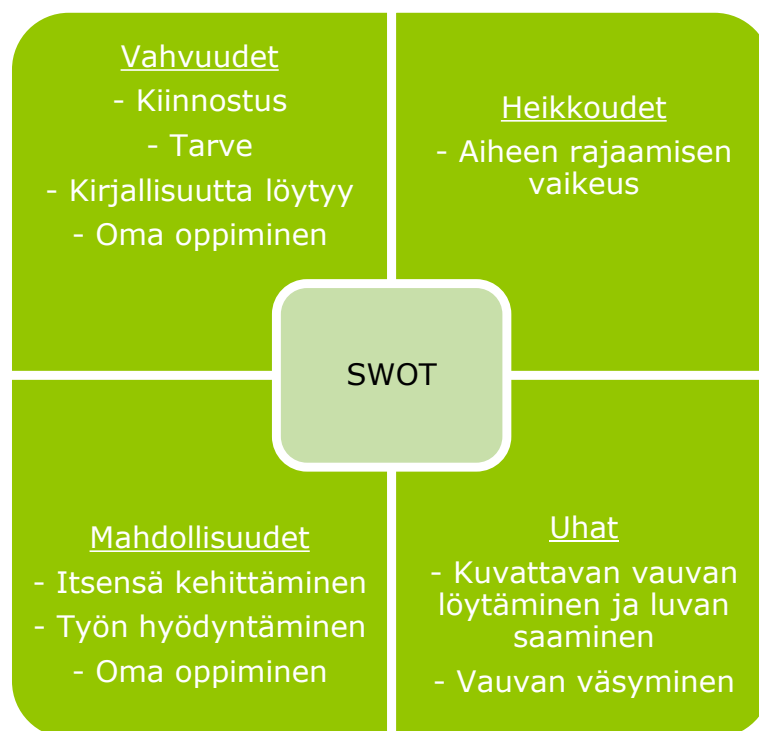 Vahvuudet
- Kiinnostus
- Tarve
- Kirjallisuutta löytyy
- Oma oppiminen
Heikkoudet
- Aiheen rajaamisen
vaikeus
SWOT
Mahdollisuudet
- Itsensä kehittäminen
- Työn hyödyntäminen
- Oma oppiminen
Uhat
- Kuvattavan vauvan
löytäminen ja luvan
saaminen
- Vauvan väsyminen